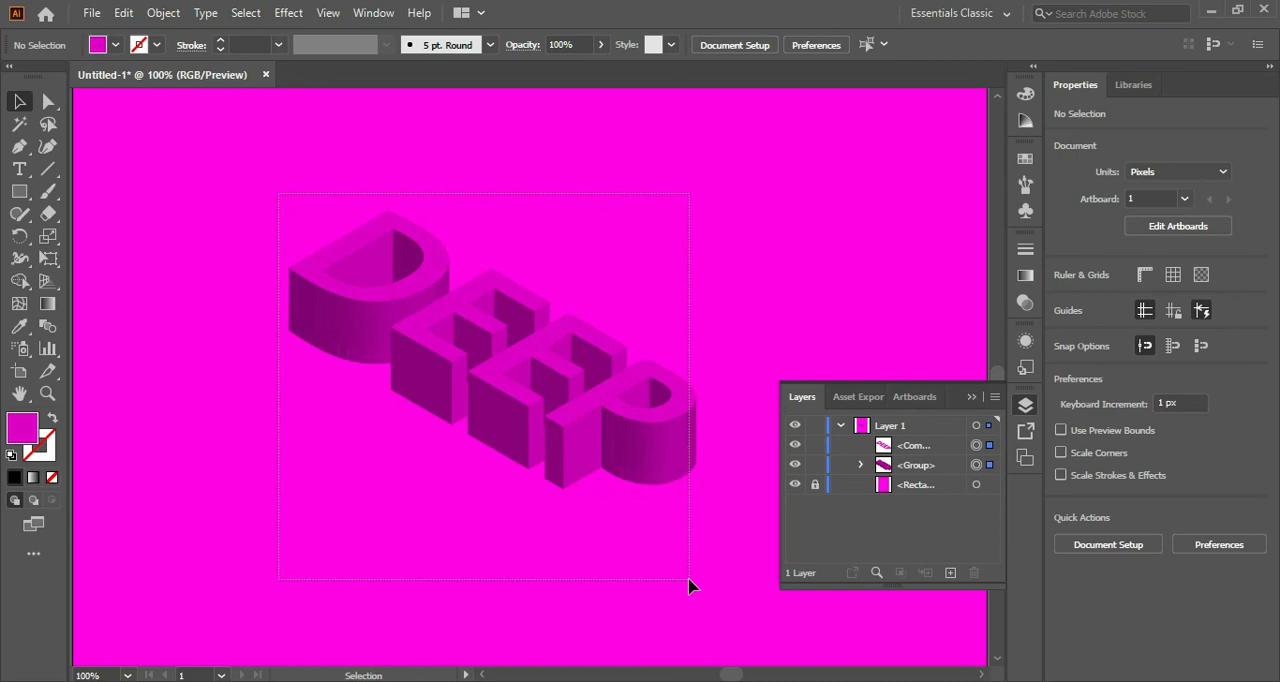 Ai File Edit Object Type Select Effect View Window Help Essentials Classic Search Adobe Stock
No Selection Stroke: 5 pt. Round Opacity: 100% Style: Document Setup Preferences
Untitled-1* @ 100% (RGB/Preview)
DEEP
Layers Asset Expor Artboards
Layer 1
<Com...
<Group>
<Recta...
1 Layer
Properties Libraries
No Selection
Document
Units: Pixels
Artboard: 1
Edit Artboards
Ruler & Grids
Guides
Snap Options
Preferences
Keyboard Increment: 1 px
Use Preview Bounds
Scale Corners
Scale Strokes & Effects
Quick Actions
Document Setup Preferences
100% 1 Selection